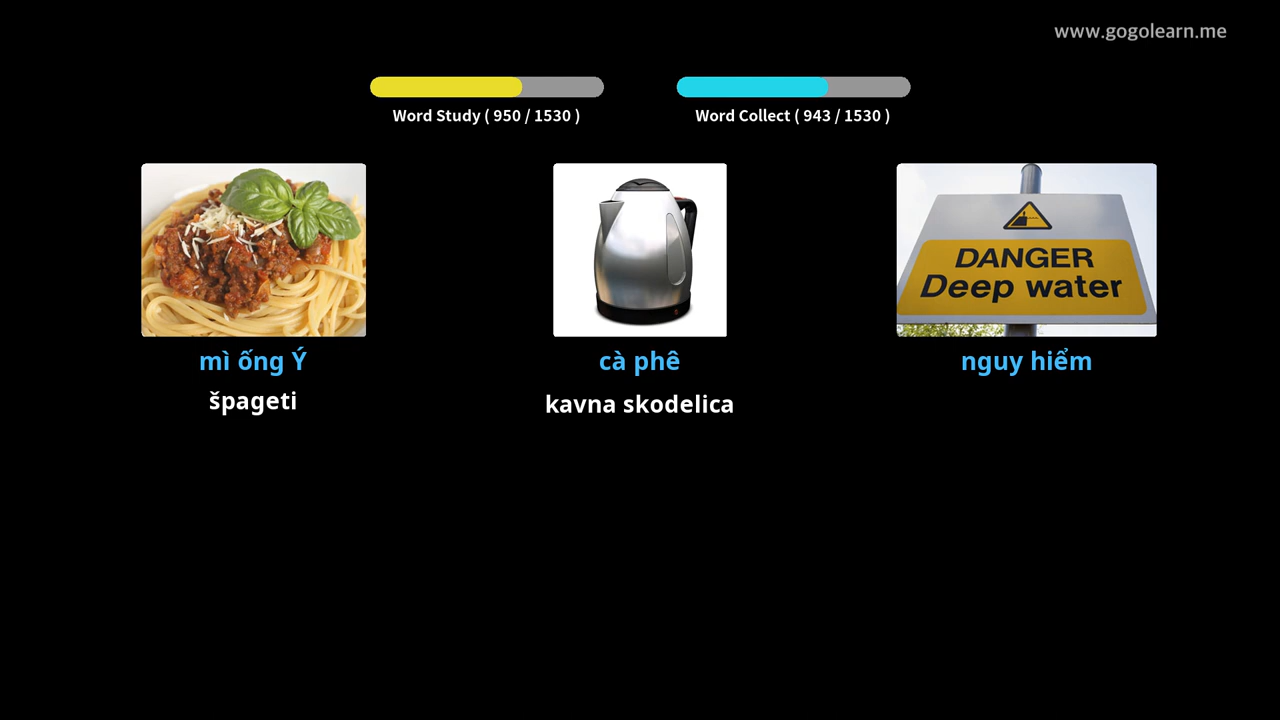 www.gogolearn.me
Word Study ( 950 / 1530 )
Word Collect ( 943 / 1530 )
DANGER
Deep water
mì ống Ý
cà phê
nguy hiểm
špageti
kavna skodelica